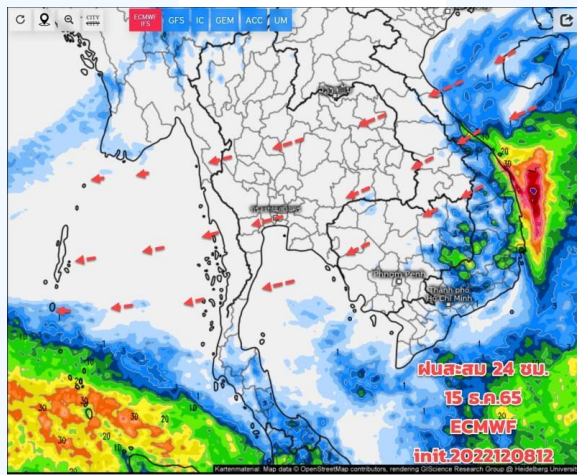 CITY
CITY
ECMWF
IFS
GFS
IC
GEM
ACC
UM
Phnom Penh
Thành phố
Hồ Chí Minh
ฝนสะสม 24 ชม.
15 ธ.ค.65
ECMWF
init.2022120812
Kartenmaterial: Map data © OpenStreetMap contributors, rendering GIScience Research Group @ Heidelberg Universi